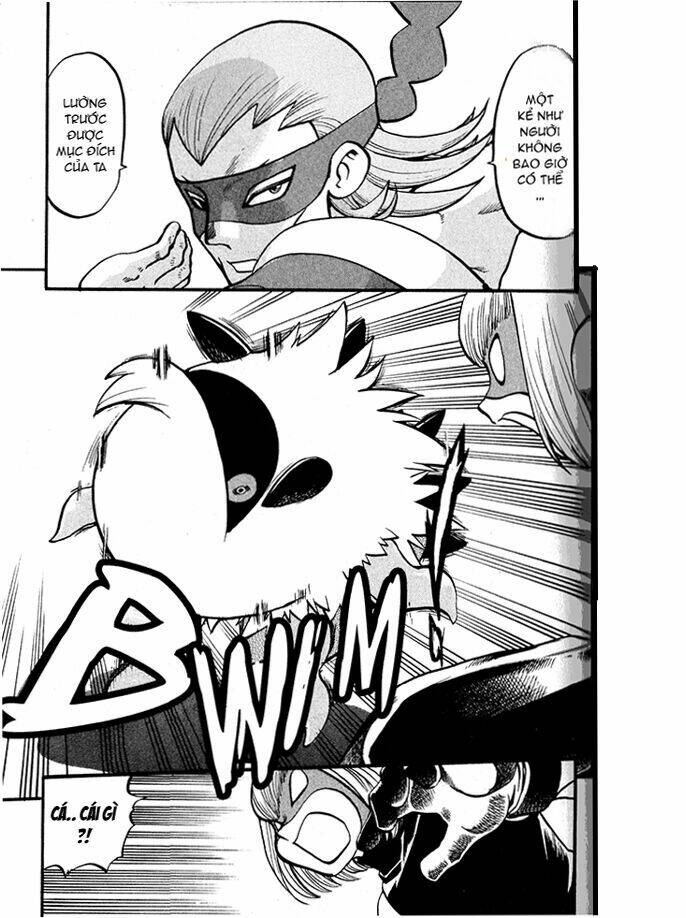 MỘT
KẺ NHƯ
NGƯỜI
KHÔNG
BAO GIỜ
CÓ THỂ
...
LƯỜNG
TRƯỚC
ĐƯỢC
MỤC ĐÍCH
CỦA TA
BWIM!
CÁ.. CÁI GÌ
?!